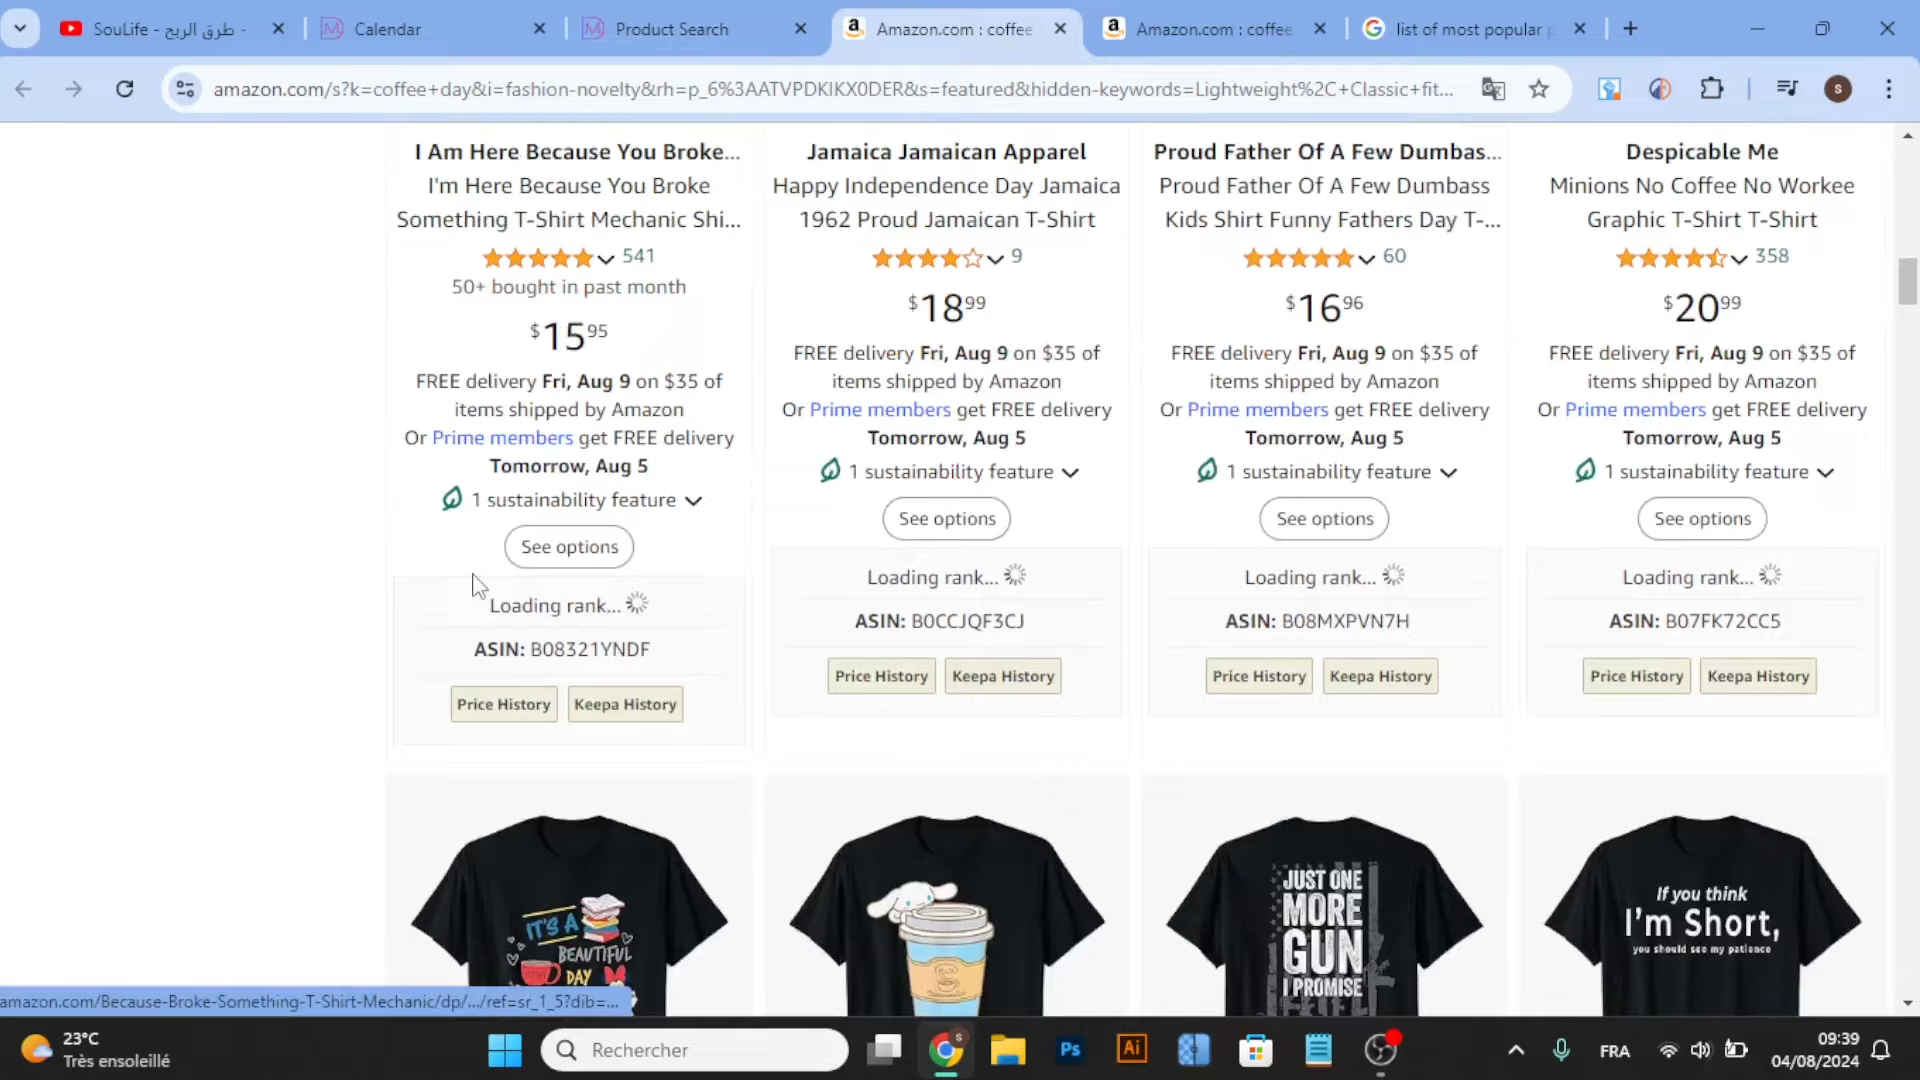 SouLife - طرق الربح -
Calendar
Product Search
Amazon.com : coffee
Amazon.com : coffee
list of most popular p
amazon.com/s?k=coffee+day&i=fashion-novelty&rh=p_6%3AATVPDKIKX0DER&s=featured&hidden-keywords=Lightweight%2C+Classic+fit...
s
I Am Here Because You Broke...
I'm Here Because You Broke
Something T-Shirt Mechanic Shi...
541
50+ bought in past month
$15 95
FREE delivery Fri, Aug 9 on $35 of
items shipped by Amazon
Or Prime members get FREE delivery
Tomorrow, Aug 5
1 sustainability feature
See options
Loading rank...
ASIN: B08321YNDF
Price History
Keepa History
Jamaica Jamaican Apparel
Happy Independence Day Jamaica
1962 Proud Jamaican T-Shirt
9
$18 99
FREE delivery Fri, Aug 9 on $35 of
items shipped by Amazon
Or Prime members get FREE delivery
Tomorrow, Aug 5
1 sustainability feature
See options
Loading rank...
ASIN: B0CCJQF3CJ
Price History
Keepa History
Proud Father Of A Few Dumbas...
Proud Father Of A Few Dumbass
Kids Shirt Funny Fathers Day T-...
60
$16 96
FREE delivery Fri, Aug 9 on $35 of
items shipped by Amazon
Or Prime members get FREE delivery
Tomorrow, Aug 5
1 sustainability feature
See options
Loading rank...
ASIN: B08MXPVN7H
Price History
Keepa History
Despicable Me
Minions No Coffee No Workee
Graphic T-Shirt T-Shirt
358
$20 99
FREE delivery Fri, Aug 9 on $35 of
items shipped by Amazon
Or Prime members get FREE delivery
Tomorrow, Aug 5
1 sustainability feature
See options
Loading rank...
ASIN: B07FK72CC5
Price History
Keepa History
IT'S A
BEAUTIFUL
DAY
JUST ONE
MORE
GUN
I PROMISE
If you think
I'm Short,
you should see my patience
amazon.com/Because-Broke-Something-T-Shirt-Mechanic/dp/.../ref=sr_1_5?dib=...
23°C
Très ensoleillé
Rechercher
Ps
Ai
FRA
09:39
04/08/2024